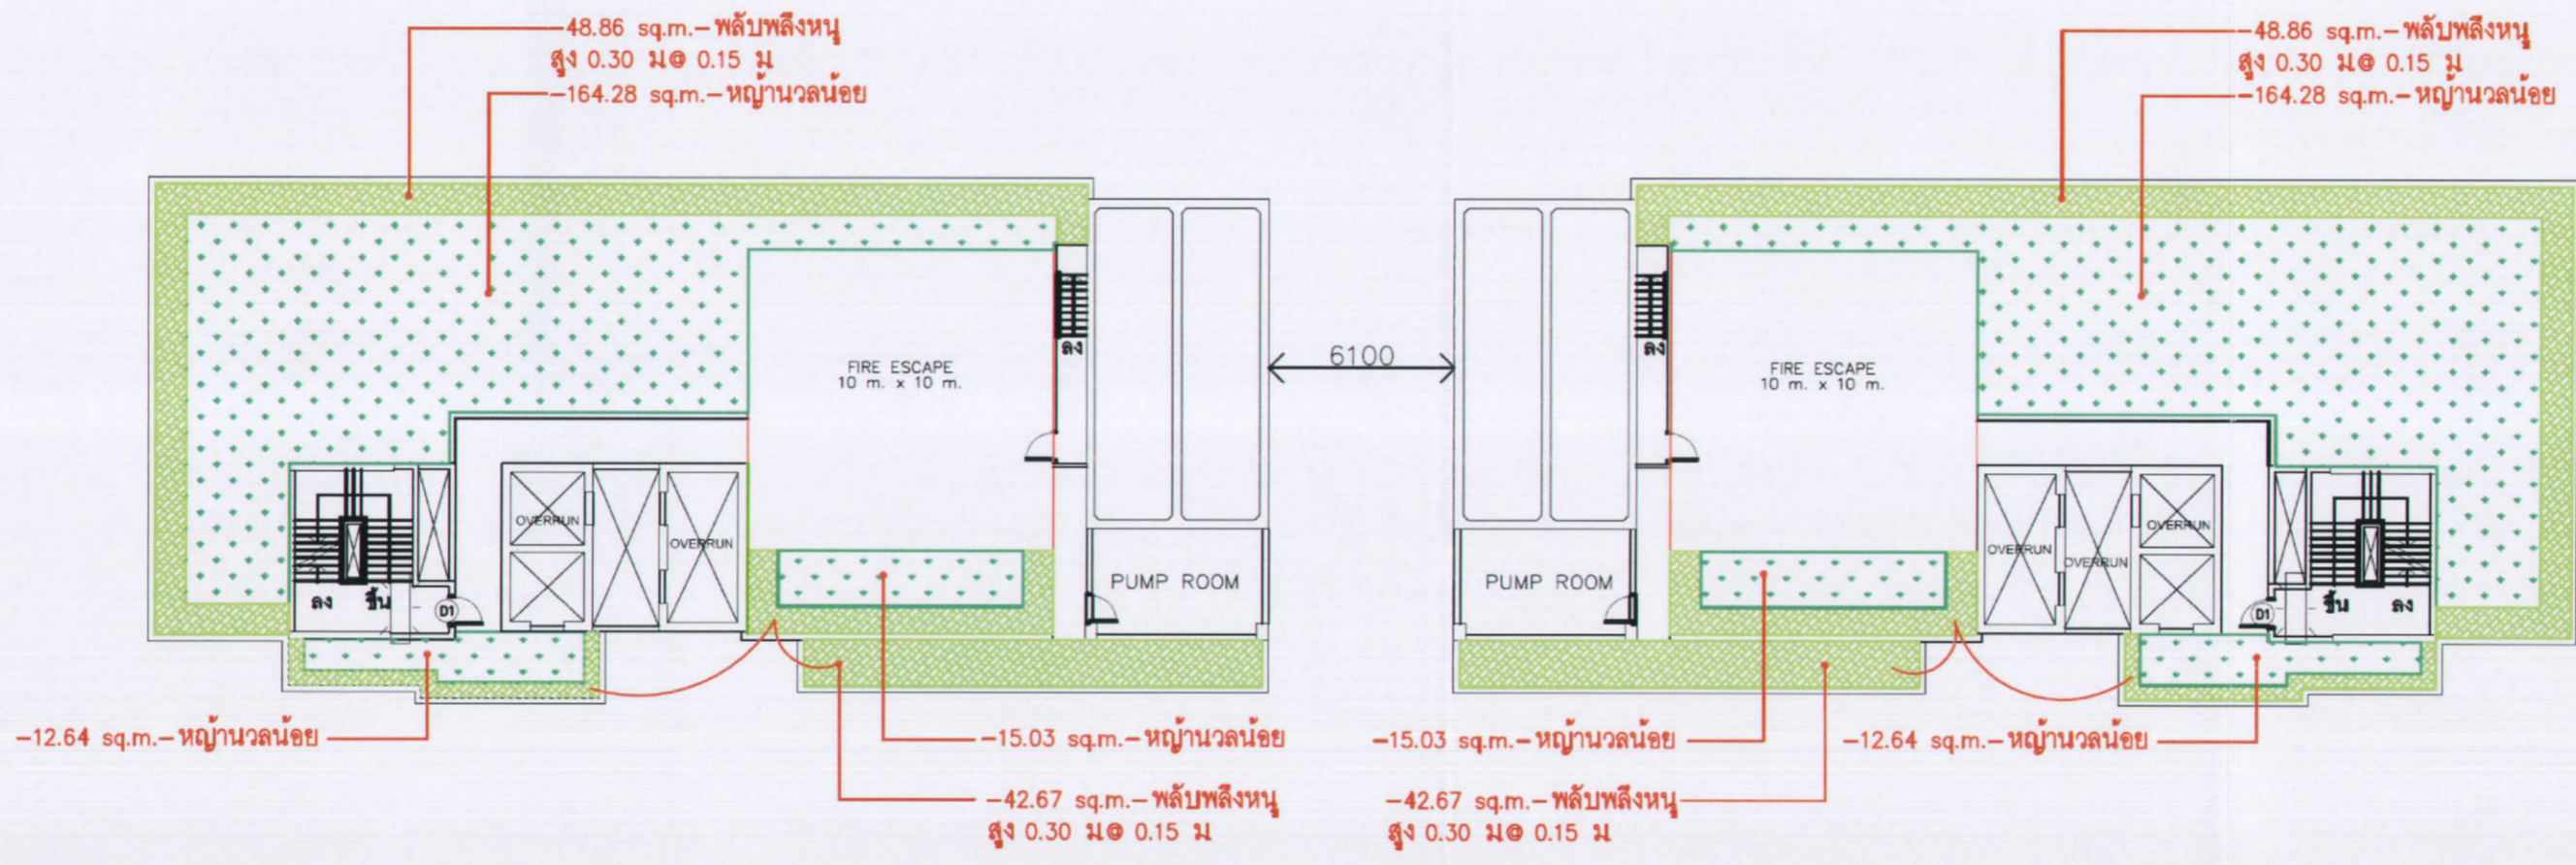 -48.86 sq.m.-พลับพลึงหนู
สูง 0.30 ม@ 0.15 ม
-164.28 sq.m.-หญ้านวลน้อย
-48.86 sq.m.-พลับพลึงหนู
สูง 0.30 ม@ 0.15 ม
-164.28 sq.m.-หญ้านวลน้อย
ลง
FIRE ESCAPE
10 m. x 10 m.
6100
ลง
FIRE ESCAPE
10 m. x 10 m.
OVERRUN
OVERRUN
PUMP ROOM
ลง
ขึ้น
D1
PUMP ROOM
OVERRUN
OVERRUN
OVERRUN
D1
ขึ้น
ลง
-12.64 sq.m.-หญ้านวลน้อย
-15.03 sq.m.-หญ้านวลน้อย
-42.67 sq.m.-พลับพลึงหนู
สูง 0.30 ม@ 0.15 ม
-15.03 sq.m.-หญ้านวลน้อย
-12.64 sq.m.-หญ้านวลน้อย
-42.67 sq.m.-พลับพลึงหนู
สูง 0.30 ม@ 0.15 ม